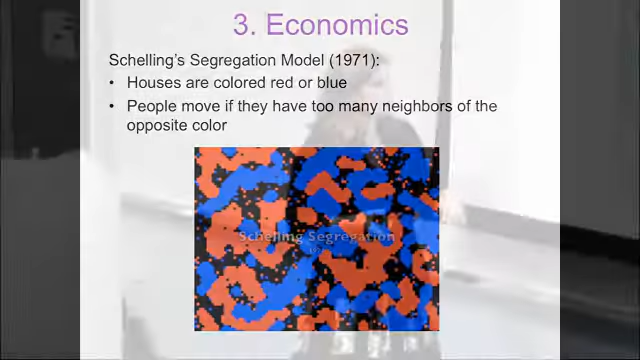 3. Economics
Schelling's Segregation Model (1971):
• Houses are colored red or blue
• People move if they have too many neighbors of the
opposite color
Schelling Segregation